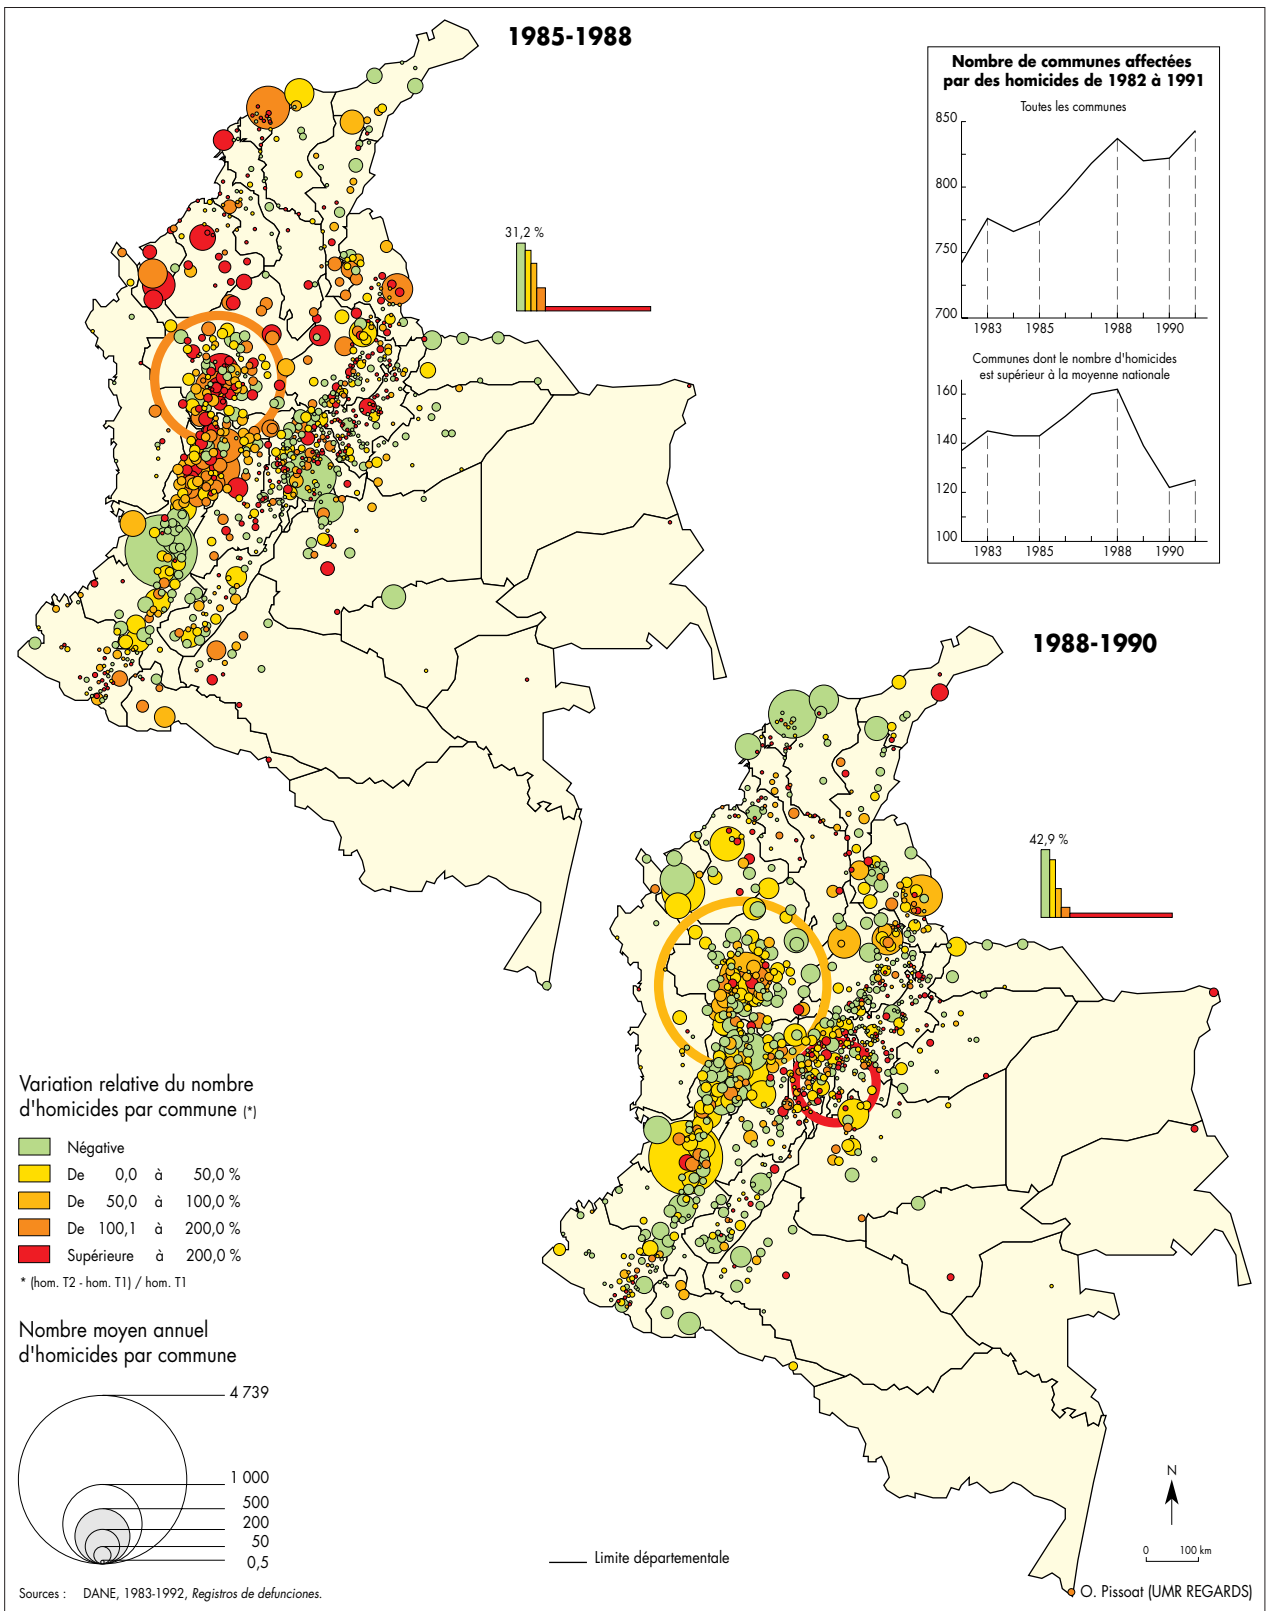 1985-1988
Nombre de communes affectées
par des homicides de 1982 à 1991
Toutes les communes
850
800
750
700
1983 1985 1988 1990
Communes dont le nombre d'homicides
est supérieur à la moyenne nationale
160
140
120
100
1983 1985 1988 1990
31,2 %
1988-1990
42,9 %
Variation relative du nombre
d'homicides par commune (*)
Négative
De 0,0 à 50,0 %
De 50,0 à 100,0 %
De 100,1 à 200,0 %
Supérieure à 200,0 %
* (hom. T2 - hom. T1) / hom. T1
Nombre moyen annuel
d'homicides par commune
4 739
1 000
500
200
50
0,5
Limite départementale
N
0 100 km
Sources : DANE, 1983-1992, Registros de defunciones.
O. Pissoat (UMR REGARDS)